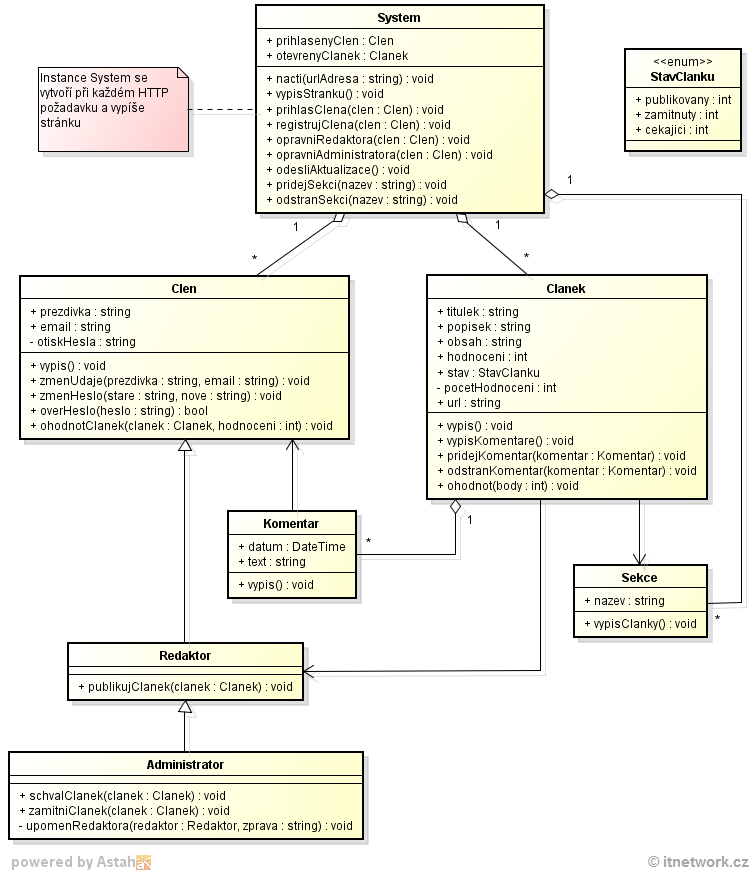 System
+ prihlasenyClen : Clen
+ otevrenyClanek : Clanek
+ nacti(urlAdresa : string) : void
+ vypisStranku() : void
+ prihlasClena(clen : Clen) : void
+ registrujClena(clen : Clen) : void
+ opravniRedaktora(clen : Clen) : void
+ opravniAdministratora(clen : Clen) : void
+ odesliAktualizace() : void
+ pridejSekci(nazev : string) : void
+ odstranSekci(nazev : string) : void
Instance System se
vytvoří při každém HTTP
požadavku a vypíše
stránku
<<enum>>
StavClanku
+ publikovany : int
+ zamitnuty : int
+ cekajici : int
1
1
1
*
*
Clen
+ prezdivka : string
+ email : string
- otiskHesla : string
+ vypis() : void
+ zmenUdaje(prezdivka : string, email : string) : void
+ zmenHeslo(stare : string, nove : string) : void
+ overHeslo(heslo : string) : bool
+ ohodnotClanek(clanek : Clanek, hodnoceni : int) : void
Clanek
+ titulek : string
+ popisek : string
+ obsah : string
+ hodnoceni : int
+ stav : StavClanku
- pocetHodnoceni : int
+ url : string
+ vypis() : void
+ vypisKomentare() : void
+ pridejKomentar(komentar : Komentar) : void
+ odstranKomentar(komentar : Komentar) : void
+ ohodnot(body : int) : void
Komentar
+ datum : DateTime
+ text : string
+ vypis() : void
*
1
Sekce
+ nazev : string
+ vypisClanky() : void
*
Redaktor
+ publikujClanek(clanek : Clanek) : void
Administrator
+ schvalClanek(clanek : Clanek) : void
+ zamitniClanek(clanek : Clanek) : void
- upomenRedaktora(redaktor : Redaktor, zprava : string) : void
powered by Astah
© itnetwork.cz